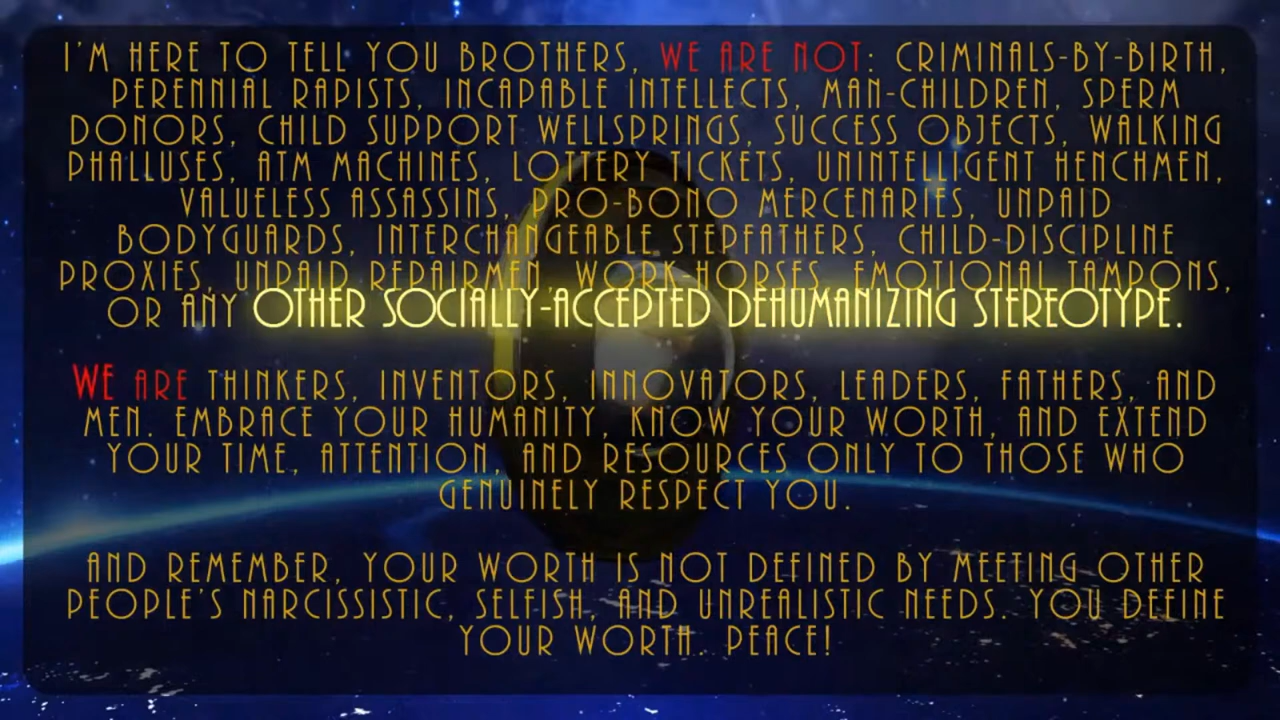 I'M HERE TO TELL YOU BROTHERS, WE ARE NOT: CRIMINALS-BY-BIRTH,
PERENNIAL RAPISTS, INCAPABLE INTELLECTS, MAN-CHILDREN, SPERM
DONORS, CHILD SUPPORT WELLSPRINGS, SUCCESS OBJECTS, WALKING
PHALLUSES, ATM MACHINES, LOTTERY TICKETS, UNINTELLIGENT HENCHMEN,
VALUELESS ASSASSINS, PRO-BONO MERCENARIES, UNPAID
BODYGUARDS, INTERCHANGEABLE STEPFATHERS, CHILD-DISCIPLINE
PROXIES, UNPAID REPAIRMEN, WORK HORSES, EMOTIONAL TAMPONS,
OR ANY OTHER SOCIALLY-ACCEPTED DEHUMANIZING STEREOTYPE.
WE ARE THINKERS, INVENTORS, INNOVATORS, LEADERS, FATHERS, AND
MEN. EMBRACE YOUR HUMANITY, KNOW YOUR WORTH, AND EXTEND
YOUR TIME, ATTENTION, AND RESOURCES ONLY TO THOSE WHO
GENUINELY RESPECT YOU.
AND REMEMBER, YOUR WORTH IS NOT DEFINED BY MEETING OTHER
PEOPLE'S NARCISSISTIC, SELFISH, AND UNREALISTIC NEEDS. YOU DEFINE
YOUR WORTH. PEACE!